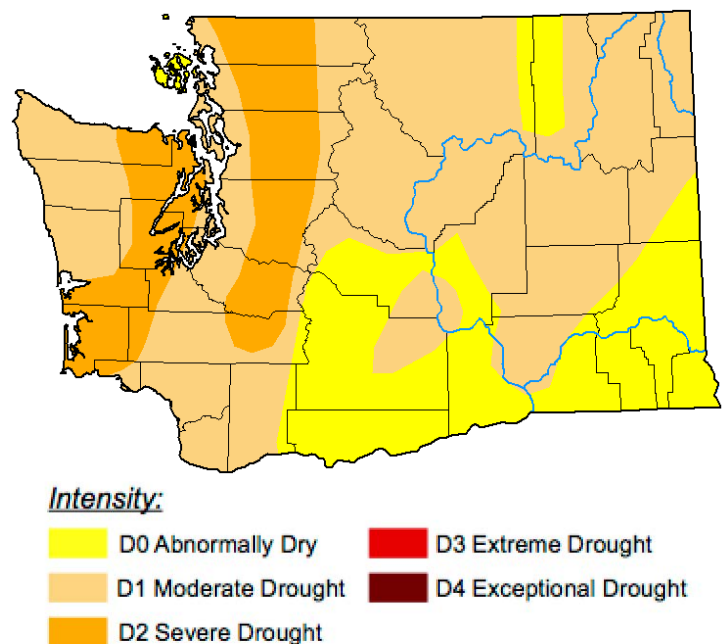 Intensity:
D0 Abnormally Dry
D3 Extreme Drought
D1 Moderate Drought
D4 Exceptional Drought
D2 Severe Drought